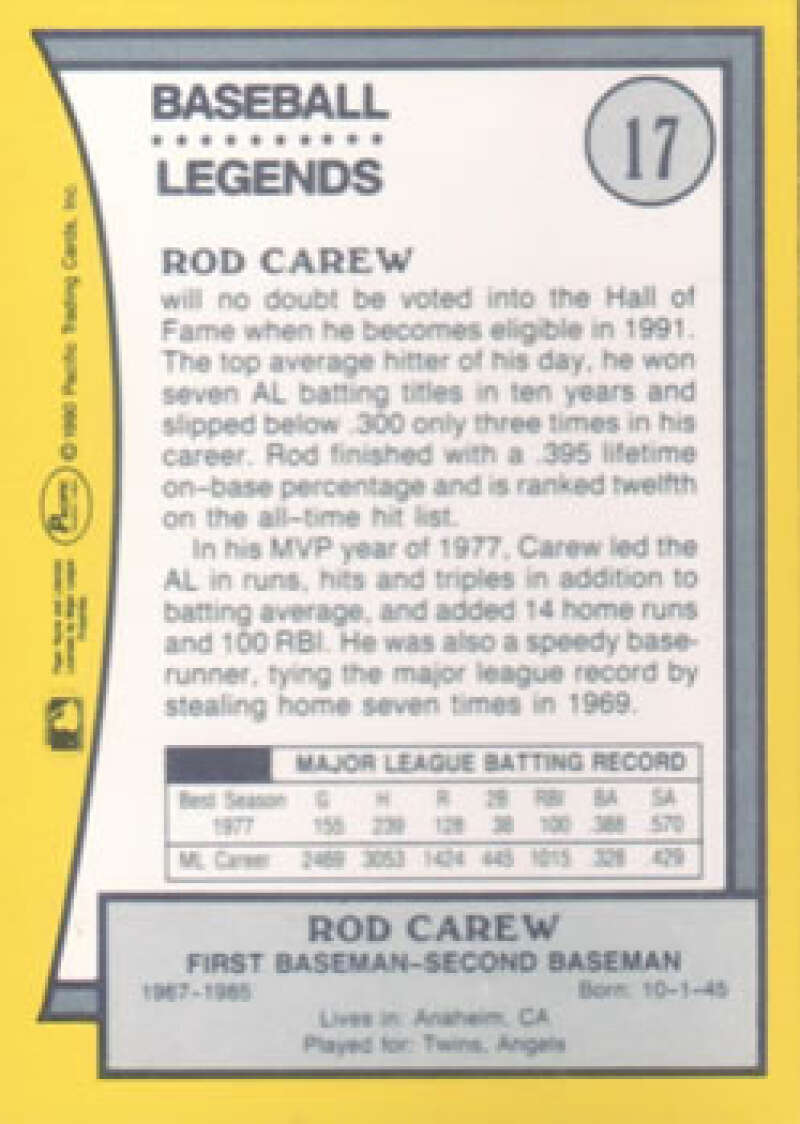 BASEBALL
LEGENDS
17
ROD CAREW
will no doubt be voted into the Hall of
Fame when he becomes eligible in 1991.
The top average hitter of his day, he won
seven AL batting titles in ten years and
slipped below .300 only three times in his
career. Rod finished with a .395 lifetime
on-base percentage and is ranked twelfth
on the all-time hit list.
In his MVP year of 1977, Carew led the
AL in runs, hits and triples in addition to
batting average, and added 14 home runs
and 100 RBI. He was also a speedy base-
runner, tying the major league record by
stealing home seven times in 1969.
MAJOR LEAGUE BATTING RECORD
Best Season G H R 2B RBI BA SA
1977 155 239 128 38 100 .388 .570
ML Career 2469 3053 1424 445 1015 .328 .429
ROD CAREW
FIRST BASEMAN-SECOND BASEMAN
1967-1985 Born: 10-1-45
Lives in: Anaheim, CA
Played for: Twins, Angels
©1990 Pacific Trading Cards, Inc.